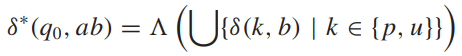 δ*(q₀, ab) = Λ (⋃{δ(k, b) | k ∈ {p, u}})